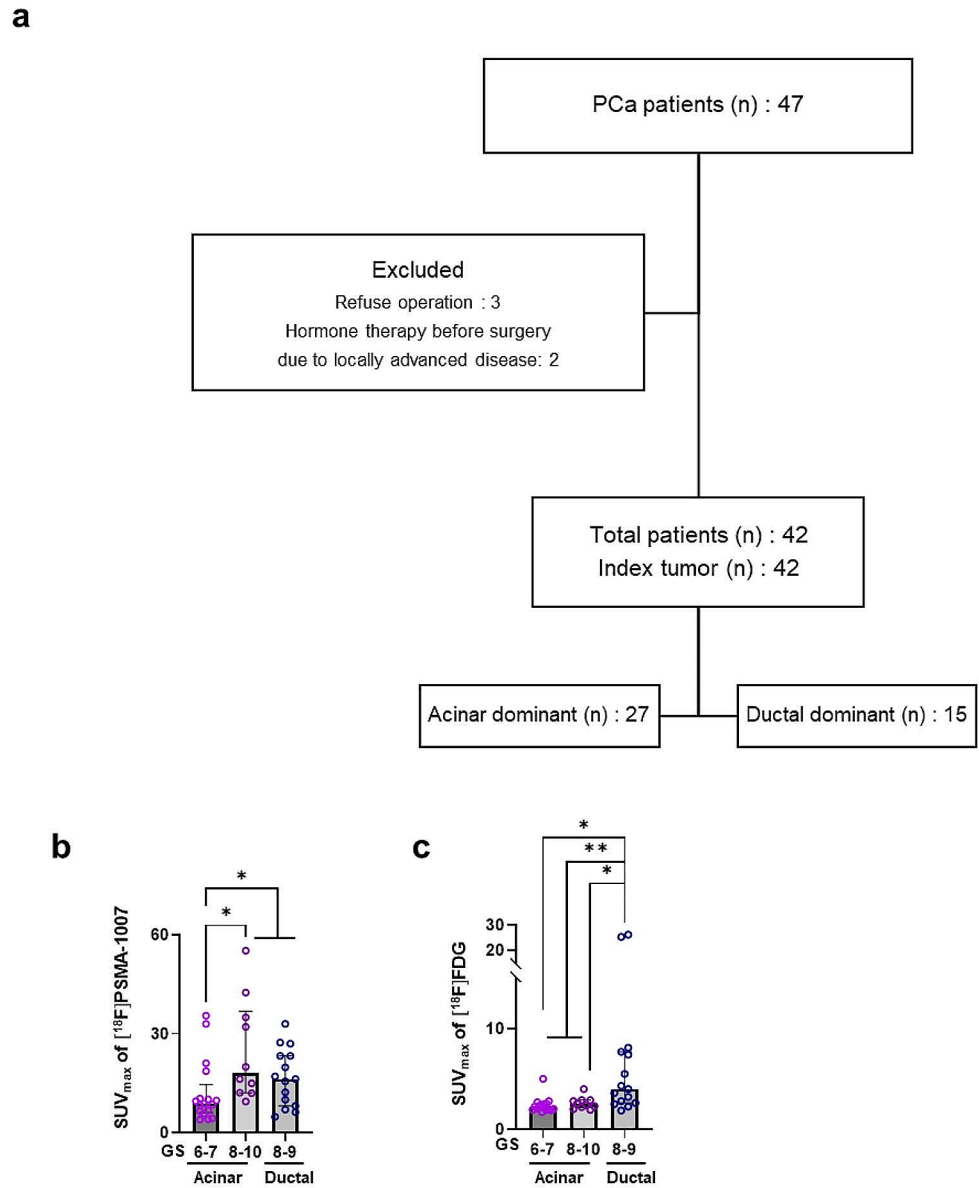 a
PCa patients (n) : 47
Excluded
Refuse operation : 3
Hormone therapy before surgery
due to locally advanced disease: 2
Total patients (n) : 42
Index tumor (n) : 42
Acinar dominant (n) : 27
Ductal dominant (n) : 15
b
SUVmax of [18F]PSMA-1007
60
30
0
*
*
GS 6-7 8-10 8-9
Acinar Ductal
c
SUVmax of [18F]FDG
30
20
10
0
*
**
*
GS 6-7 8-10 8-9
Acinar Ductal